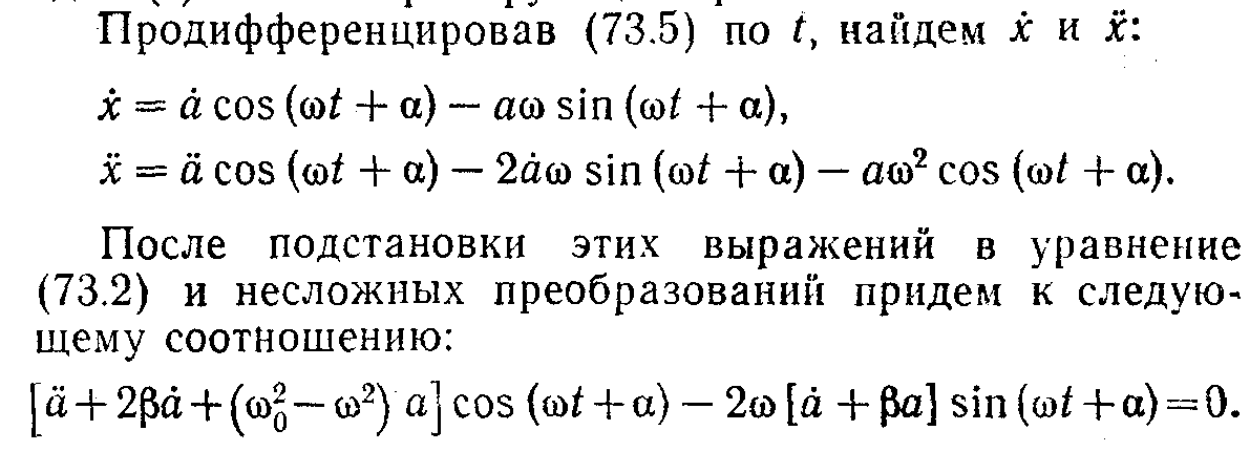 Продифференцировав (73.5) по t, найдем ẋ и ẍ:
ẋ = ȧ cos (ωt + α) − aω sin (ωt + α),
ẍ = ä cos (ωt + α) − 2ȧω sin (ωt + α) − aω² cos (ωt + α).
После подстановки этих выражений в уравнение
(73.2) и несложных преобразований придем к следую-
щему соотношению:
[ä + 2βȧ + (ω₀² − ω²) a] cos (ωt + α) − 2ω [ȧ + βa] sin (ωt + α) = 0.